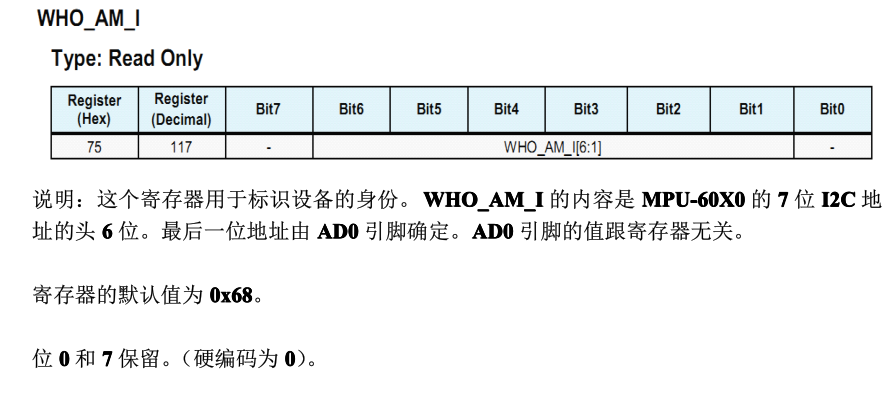 WHO_AM_I
Type: Read Only
Register (Hex) Register (Decimal) Bit7 Bit6 Bit5 Bit4 Bit3 Bit2 Bit1 Bit0
75 117 - WHO_AM_I[6:1] -
说明：这个寄存器用于标识设备的身份。WHO_AM_I 的内容是 MPU-60X0 的 7 位 I2C 地
址的头 6 位。最后一位地址由 AD0 引脚确定。AD0 引脚的值跟寄存器无关。
寄存器的默认值为 0x68。
位 0 和 7 保留。（硬编码为 0）。